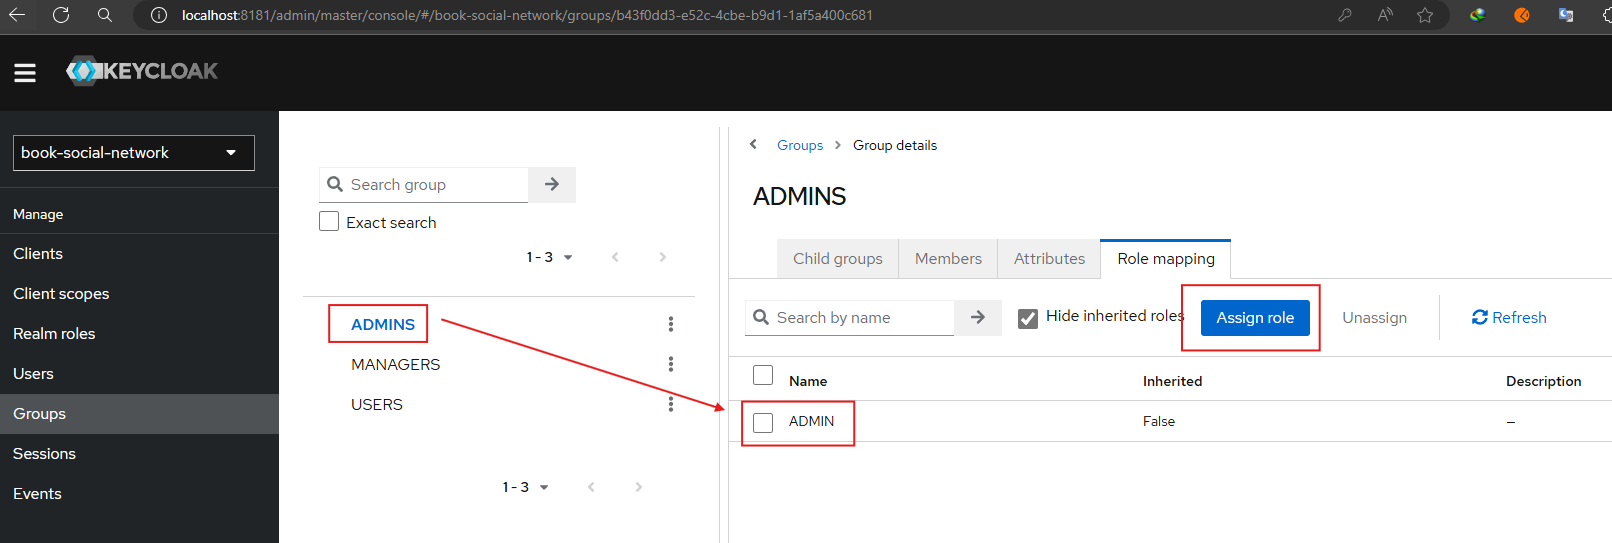 localhost:8181/admin/master/console/#/book-social-network/groups/b43f0dd3-e52c-4cbe-b9d1-1af5a400c681
KEYCLOAK
book-social-network
Manage
Clients
Client scopes
Realm roles
Users
Groups
Sessions
Events
Search group
Exact search
1 - 3
ADMINS
MANAGERS
USERS
1 - 3
Groups > Group details
ADMINS
Child groups Members Attributes Role mapping
Search by name Hide inherited roles Assign role Unassign Refresh
Name Inherited Description
ADMIN False –